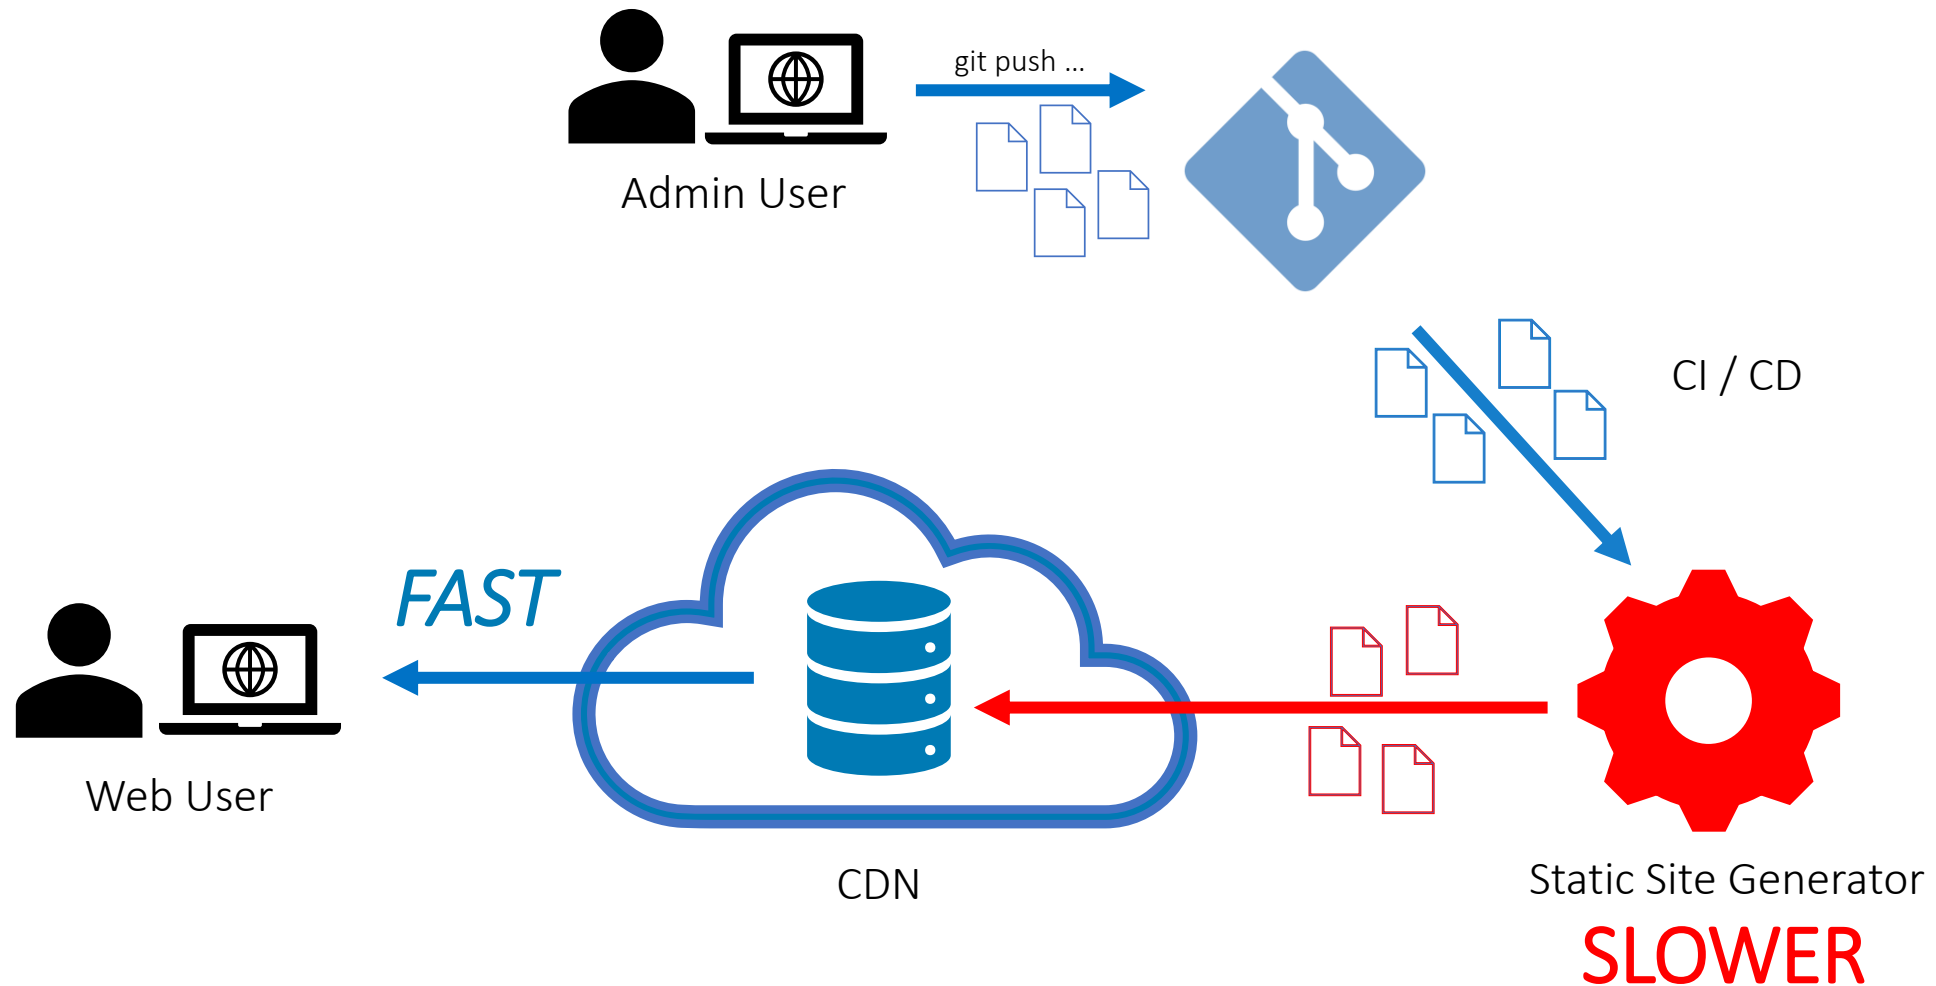 git push ...
Admin User
CI / CD
FAST
Web User
CDN
Static Site Generator
SLOWER